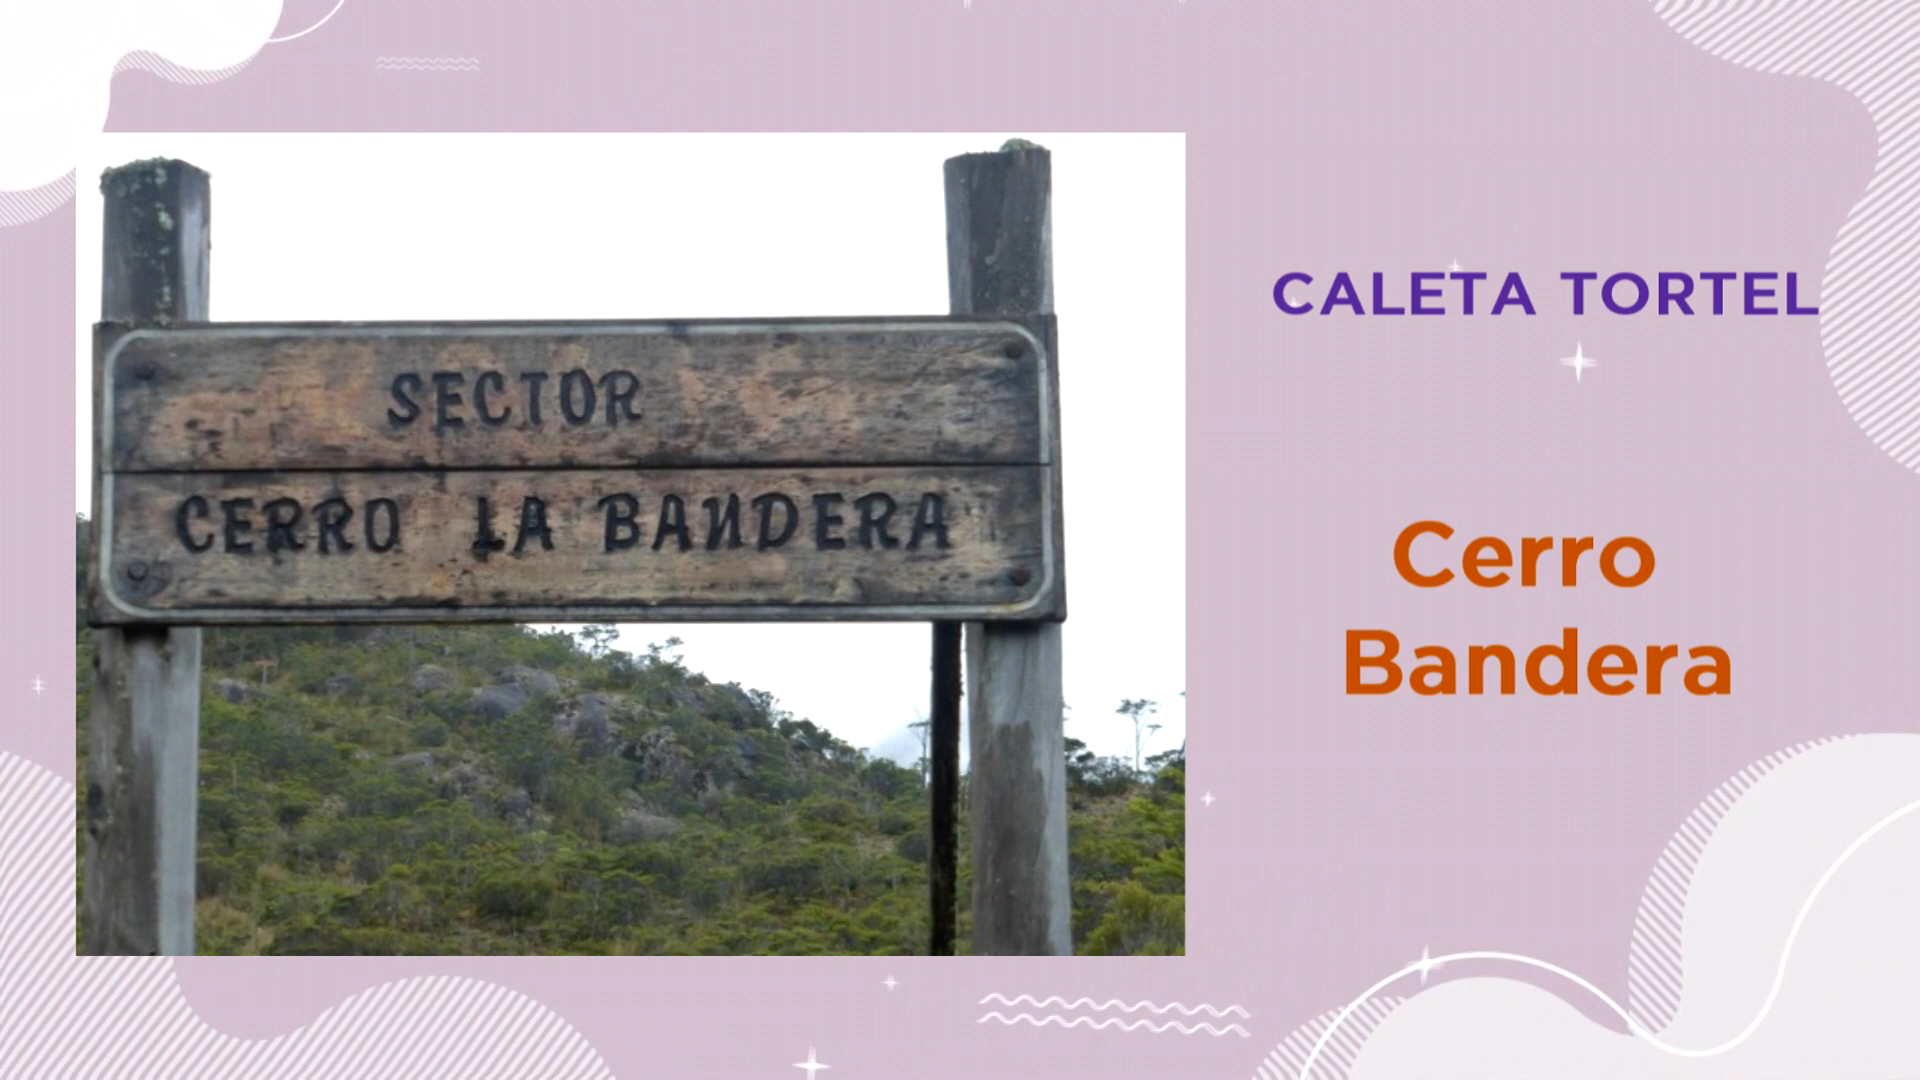 SECTOR
CERRO LA BANDERA
CALETA TORTEL
Cerro
Bandera